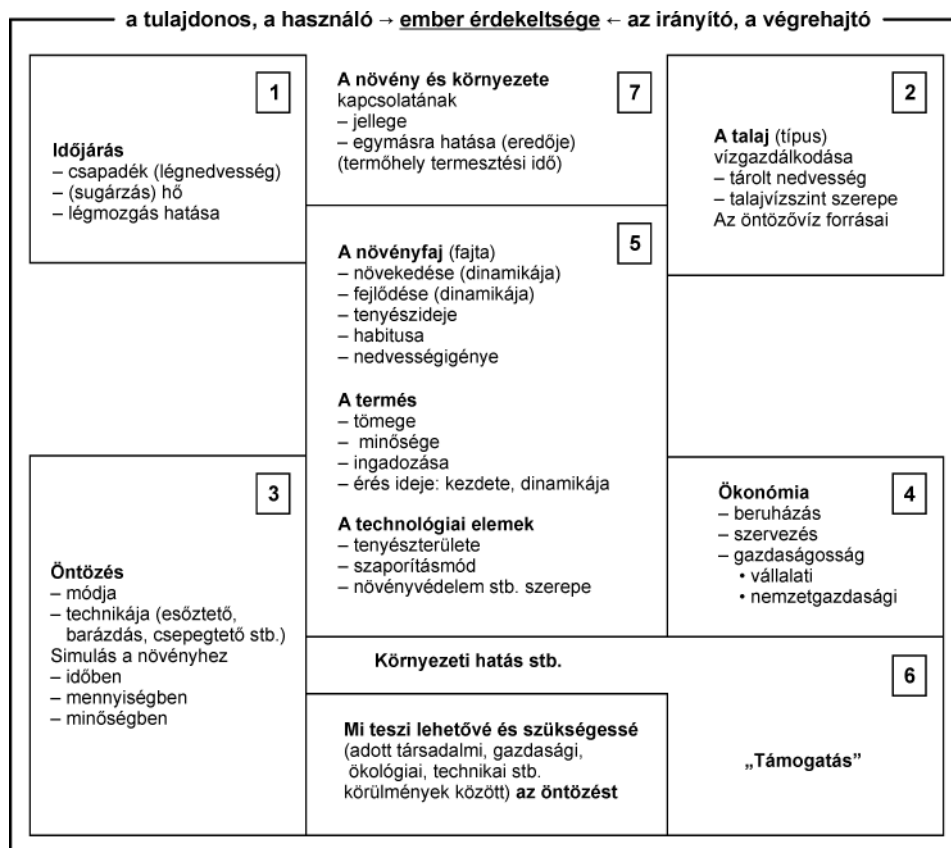 a tulajdonos, a használó → ember érdekeltsége ← az irányító, a végrehajtó
1
Időjárás
– csapadék (légnedvesség)
– (sugárzás) hő
– légmozgás hatása
7
A növény és környezete
kapcsolatának
– jellege
– egymásra hatása (eredője)
(termőhely termesztési idő)
2
A talaj (típus)
vízgazdálkodása
– tárolt nedvesség
– talajvízszint szerepe
Az öntözővíz forrásai
5
A növényfaj (fajta)
– növekedése (dinamikája)
– fejlődése (dinamikája)
– tenyészideje
– habitusa
– nedvességigénye
A termés
– tömege
– minősége
– ingadozása
– érés ideje: kezdete, dinamikája
A technológiai elemek
– tenyészterülete
– szaporításmód
– növényvédelem stb. szerepe
3
Öntözés
– módja
– technikája (esőztető,
barázdás, csepegtető stb.)
Simulás a növényhez
– időben
– mennyiségben
– minőségben
4
Ökonómia
– beruházás
– szervezés
– gazdaságosság
• vállalati
• nemzetgazdasági
Környezeti hatás stb.
6
„Támogatás”
Mi teszi lehetővé és szükségessé
(adott társadalmi, gazdasági,
ökológiai, technikai stb.
körülmények között) az öntözést